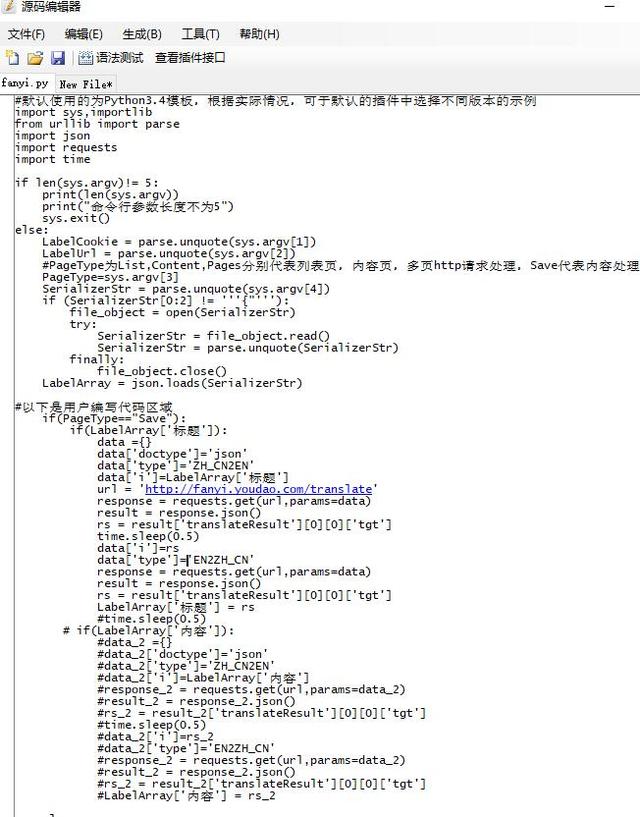 源码编辑器
文件(F) 编辑(E) 生成(B) 工具(T) 帮助(H)
语法测试 查看插件接口
fanyi.py New File*
#默认使用的为Python3.4模板, 根据实际情况, 可于默认的插件中选择不同版本的示例
import sys,importlib
from urllib import parse
import json
import requests
import time
if len(sys.argv)!= 5:
    print(len(sys.argv))
    print("命令行参数长度不为5")
    sys.exit()
else:
    LabelCookie = parse.unquote(sys.argv[1])
    LabelUrl = parse.unquote(sys.argv[2])
    #PageType为List,Content,Pages分别代表列表页, 内容页, 多页http请求处理, Save代表内容处理
    PageType=sys.argv[3]
    SerializerStr = parse.unquote(sys.argv[4])
    if (SerializerStr[0:2] != '''{"'''):
        file_object = open(SerializerStr)
        try:
            SerializerStr = file_object.read()
            SerializerStr = parse.unquote(SerializerStr)
        finally:
            file_object.close()
    LabelArray = json.loads(SerializerStr)
#以下是用户编写代码区域
    if(PageType=="Save"):
        if(LabelArray['标题']):
            data ={}
            data['doctype']='json'
            data['type']='ZH_CN2EN'
            data['i']=LabelArray['标题']
            url = 'http://fanyi.youdao.com/translate'
            response = requests.get(url,params=data)
            result = response.json()
            rs = result['translateResult'][0][0]['tgt']
            time.sleep(0.5)
            data['i']=rs
            data['type']='EN2ZH_CN'
            response = requests.get(url,params=data)
            result = response.json()
            rs = result['translateResult'][0][0]['tgt']
            LabelArray['标题'] = rs
            #time.sleep(0.5)
       # if(LabelArray['内容']):
            #data_2 ={}
            #data_2['doctype']='json'
            #data_2['type']='ZH_CN2EN'
            #data_2['i']=LabelArray['内容']
            #response_2 = requests.get(url,params=data_2)
            #result_2 = response_2.json()
            #rs_2 = result_2['translateResult'][0][0]['tgt']
            #time.sleep(0.5)
            #data_2['i']=rs_2
            #data_2['type']='EN2ZH_CN'
            #response_2 = requests.get(url,params=data_2)
            #result_2 = response_2.json()
            #rs_2 = result_2['translateResult'][0][0]['tgt']
            #LabelArray['内容'] = rs_2